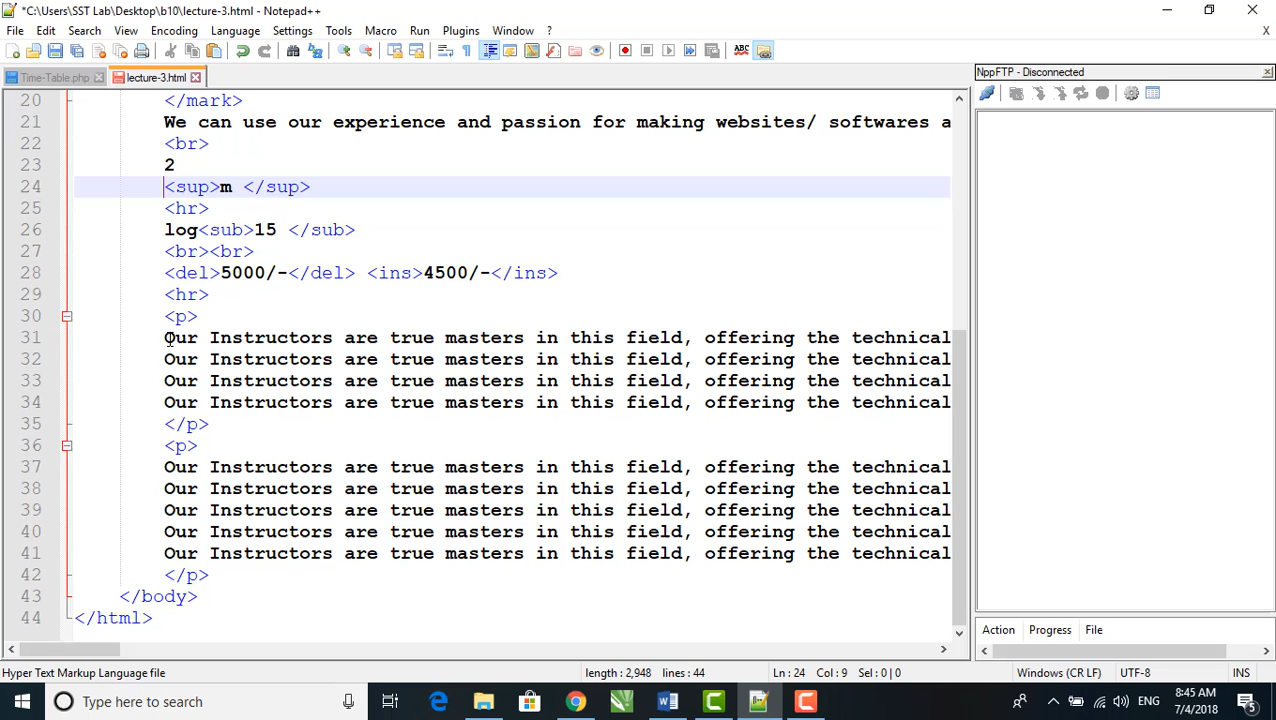 *C:\Users\SST Lab\Desktop\b10\lecture-3.html - Notepad++
File Edit Search View Encoding Language Settings Tools Macro Run Plugins Window ? X
Time-Table.php lecture-3.html
NppFTP - Disconnected
20 </mark>
21 We can use our experience and passion for making websites/ softwares a
22 <br>
23 2
24 <sup>m </sup>
25 <hr>
26 log<sub>15 </sub>
27 <br><br>
28 <del>5000/-</del> <ins>4500/-</ins>
29 <hr>
30 <p>
31 Our Instructors are true masters in this field, offering the technical
32 Our Instructors are true masters in this field, offering the technical
33 Our Instructors are true masters in this field, offering the technical
34 Our Instructors are true masters in this field, offering the technical
35 </p>
36 <p>
37 Our Instructors are true masters in this field, offering the technical
38 Our Instructors are true masters in this field, offering the technical
39 Our Instructors are true masters in this field, offering the technical
40 Our Instructors are true masters in this field, offering the technical
41 Our Instructors are true masters in this field, offering the technical
42 </p>
43 </body>
44 </html>
Action Progress File
Hyper Text Markup Language file length : 2,948 lines : 44 Ln : 24 Col : 9 Sel : 0 | 0 Windows (CR LF) UTF-8 INS
Type here to search
ENG
8:45 AM
7/4/2018
5